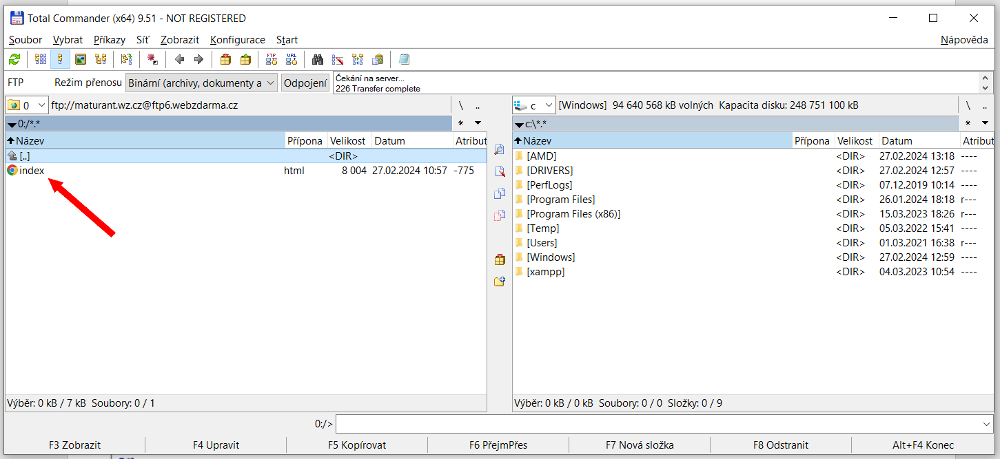 Total Commander (x64) 9.51 - NOT REGISTERED
Soubor Vybrat Příkazy Síť Zobrazit Konfigurace Start Nápověda
FTP
URL
FTP Režim přenosu Binární (archivy, dokumenty a Odpojení
Čekání na server...
226 Transfer complete
0 ftp://maturant.wz.cz@ftp6.webzdarma.cz \ ..
0:/*.* * 
Název Přípona Velikost Datum Atribut
[..] <DIR>
index html 8 004 27.02.2024 10:57 -775
Výběr: 0 kB / 7 kB Soubory: 0 / 1
c [Windows] 94 640 568 kB volných Kapacita disku: 248 751 100 kB \ ..
c:\*.* *
Název Přípona Velikost Datum Atribut
[AMD] <DIR> 27.02.2024 13:18 ----
[DRIVERS] <DIR> 27.02.2024 12:57 ----
[PerfLogs] <DIR> 07.12.2019 10:14 ----
[Program Files] <DIR> 26.01.2024 18:18 r---
[Program Files (x86)] <DIR> 15.03.2023 18:26 r---
[Temp] <DIR> 05.03.2022 15:41 ----
[Users] <DIR> 01.03.2021 16:38 r---
[Windows] <DIR> 27.02.2024 12:59 ----
[xampp] <DIR> 04.03.2023 10:54 ----
Výběr: 0 kB / 0 kB Soubory: 0 / 0 Složky: 0 / 9
0:/>
F3 Zobrazit F4 Upravit F5 Kopírovat F6 PřejmPřes F7 Nová složka F8 Odstranit Alt+F4 Konec